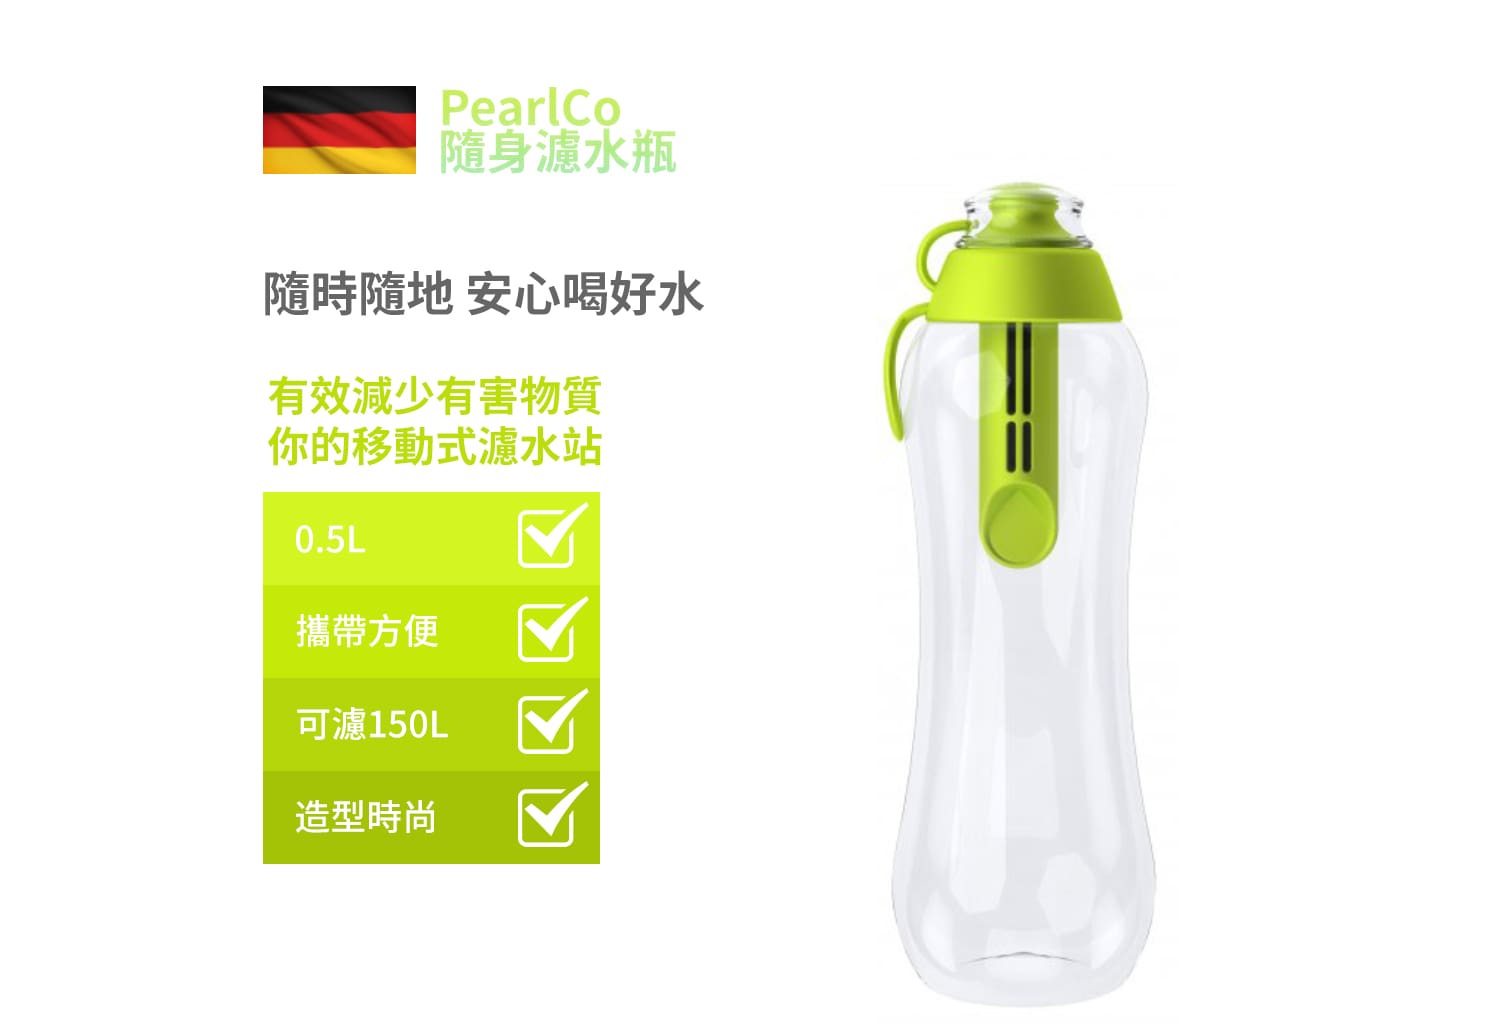 PearlCo
隨身濾水瓶
隨時隨地 安心喝好水
有效減少有害物質
你的移動式濾水站
0.5L
攜帶方便
可濾150L
造型時尚